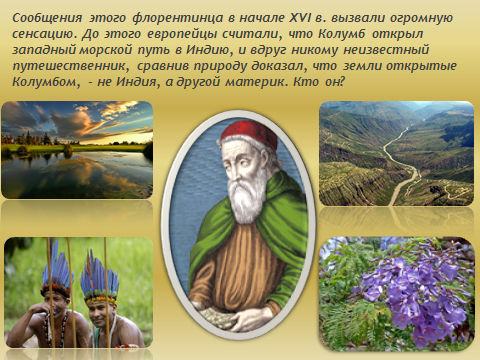 Сообщения этого флорентинца в начале XVI в. вызвали огромную
сенсацию. До этого европейцы считали, что Колумб открыл
западный морской путь в Индию, и вдруг никому неизвестный
путешественник, сравнив природу доказал, что земли открытые
Колумбом, - не Индия, а другой материк. Кто он?